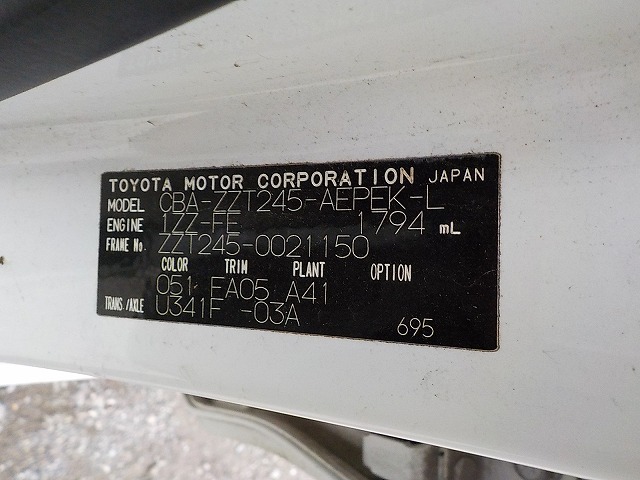 TOYOTA MOTOR CORPORATION JAPAN
MODEL CBA-ZZT245-AEPEK-L
ENGINE 1ZZ-FE 1794 mL
FRAME No. ZZT245-0021150
COLOR TRIM PLANT OPTION
051 FA05 A41
TRANS./AXLE U341F -03A
695